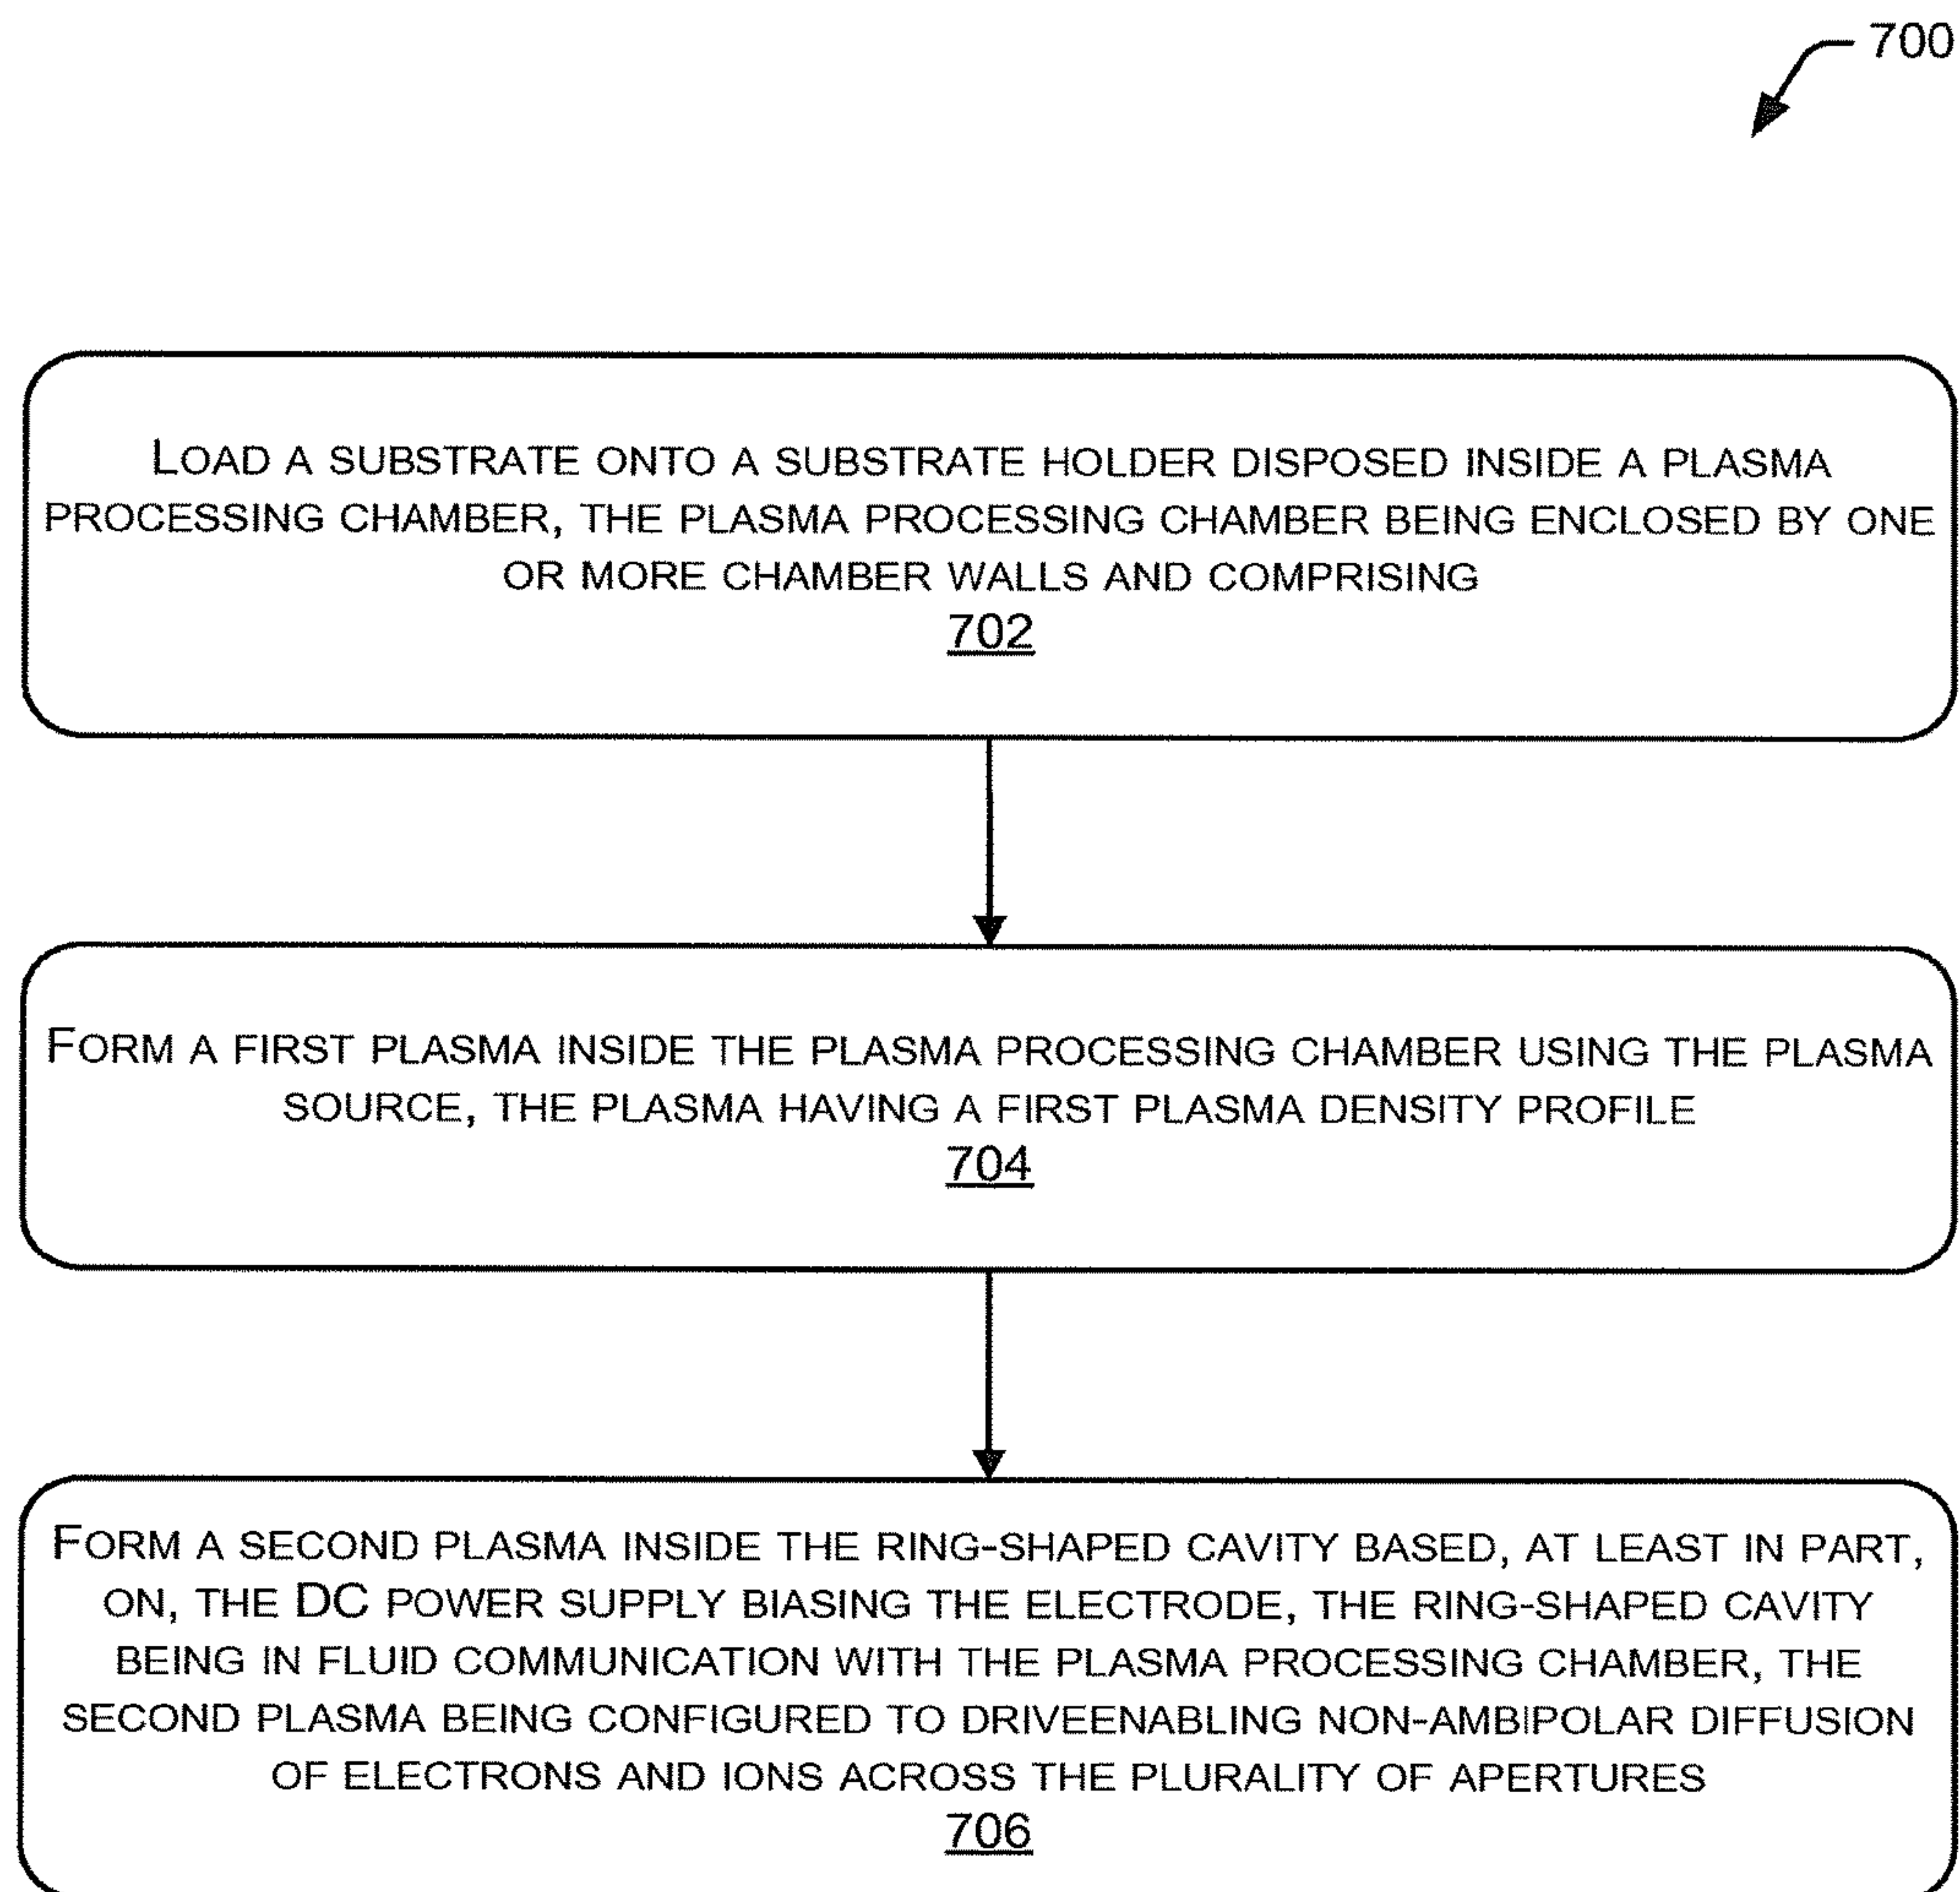 700
LOAD A SUBSTRATE ONTO A SUBSTRATE HOLDER DISPOSED INSIDE A PLASMA
PROCESSING CHAMBER, THE PLASMA PROCESSING CHAMBER BEING ENCLOSED BY ONE
OR MORE CHAMBER WALLS AND COMPRISING
702
FORM A FIRST PLASMA INSIDE THE PLASMA PROCESSING CHAMBER USING THE PLASMA
SOURCE, THE PLASMA HAVING A FIRST PLASMA DENSITY PROFILE
704
FORM A SECOND PLASMA INSIDE THE RING-SHAPED CAVITY BASED, AT LEAST IN PART,
ON, THE DC POWER SUPPLY BIASING THE ELECTRODE, THE RING-SHAPED CAVITY
BEING IN FLUID COMMUNICATION WITH THE PLASMA PROCESSING CHAMBER, THE
SECOND PLASMA BEING CONFIGURED TO DRIVEENABLING NON-AMBIPOLAR DIFFUSION
OF ELECTRONS AND IONS ACROSS THE PLURALITY OF APERTURES
706